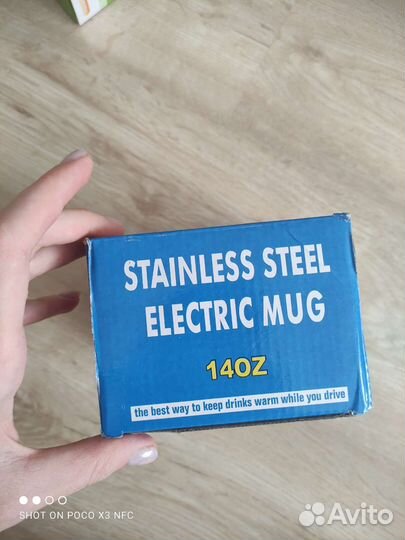 STAINLESS STEEL
ELECTRIC MUG
14OZ
the best way to keep drinks warm while you drive
SHOT ON POCO X3 NFC
Avito